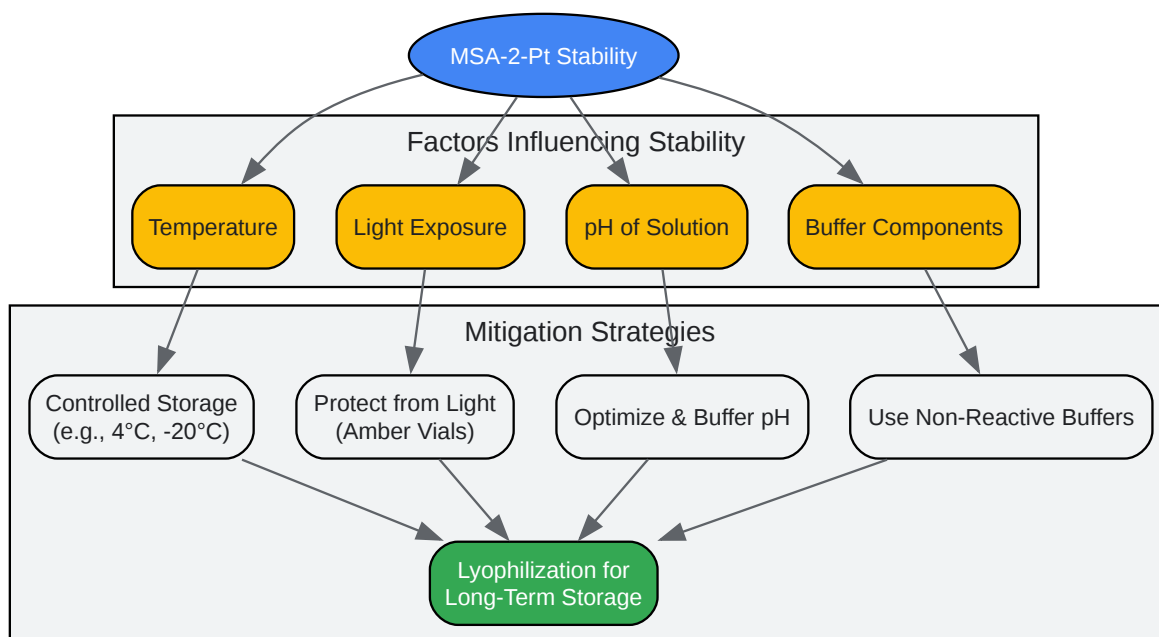 MSA-2-Pt Stability
Factors Influencing Stability
Temperature
Light Exposure
pH of Solution
Buffer Components
Mitigation Strategies
Controlled Storage
(e.g., 4°C, -20°C)
Protect from Light
(Amber Vials)
Optimize & Buffer pH
Use Non-Reactive Buffers
Lyophilization for
Long-Term Storage